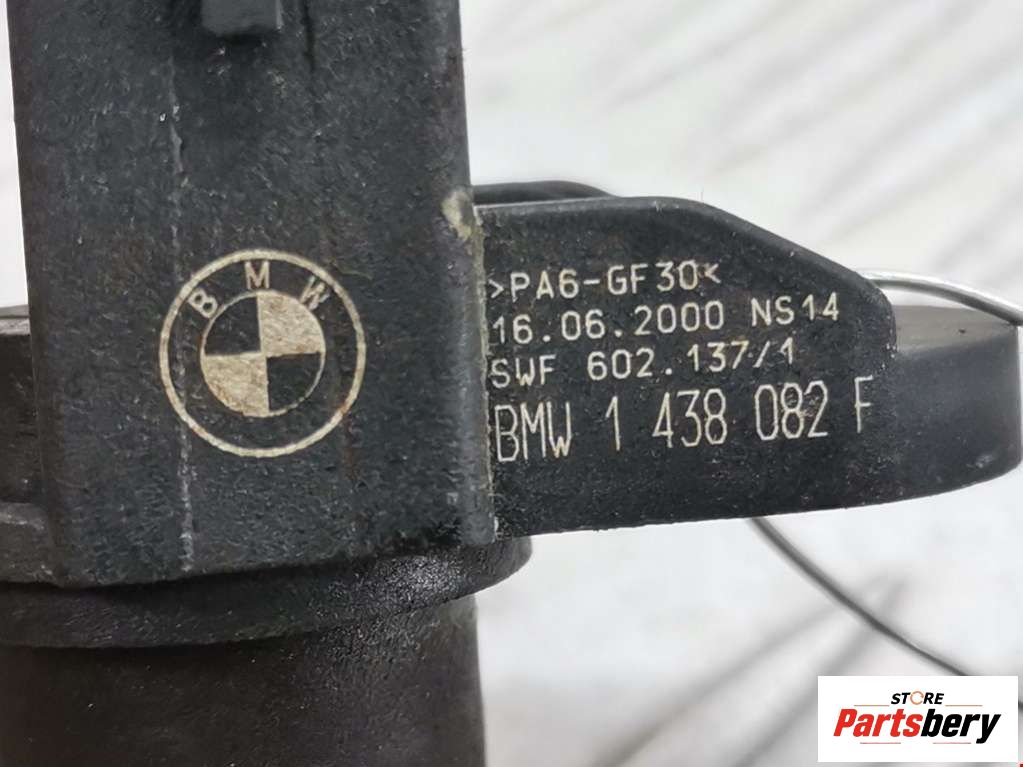 BMW
>PA6-GF30<
16.06.2000 NS14
SWF 602.137/1
BMW 1 438 082 F
STORE
Partsbery